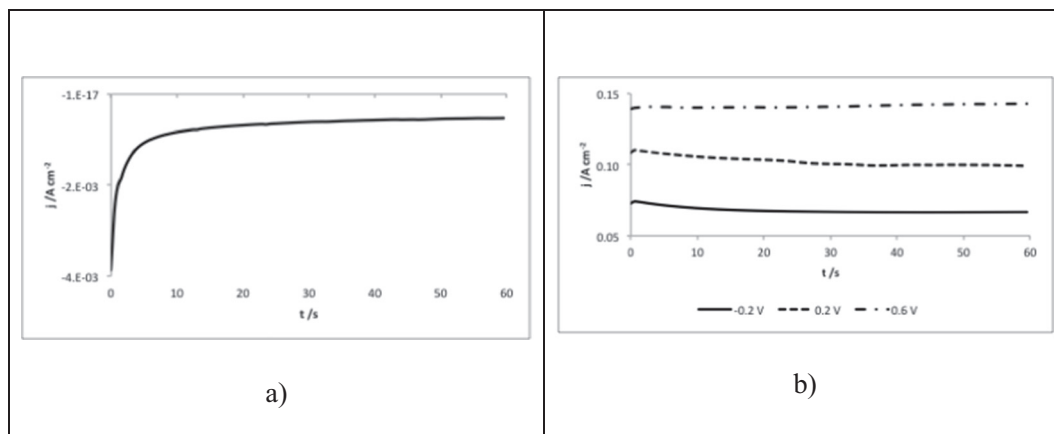 -1.E-17
-2.E-03
-4.E-03
j /A cm-2
0 10 20 30 40 50 60
t /s
a)
0.15
0.10
0.05
j /A cm-2
0 10 20 30 40 50 60
t /s
-0.2 V 0.2 V 0.6 V
b)